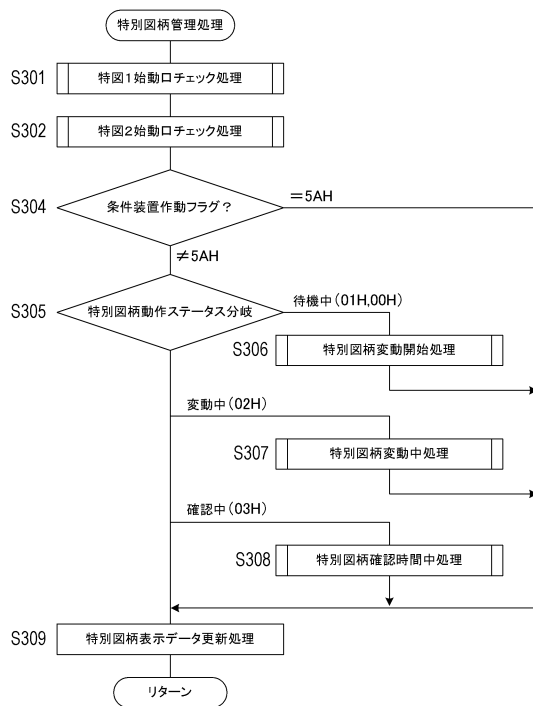 特別図柄管理処理
S301
特図1始動口チェック処理
S302
特図2始動口チェック処理
S304
条件装置作動フラグ？
＝5AH
≠5AH
S305
特別図柄動作ステータス分岐
待機中(01H,00H)
S306
特別図柄変動開始処理
変動中(02H)
S307
特別図柄変動中処理
確認中(03H)
S308
特別図柄確認時間中処理
S309
特別図柄表示データ更新処理
リターン